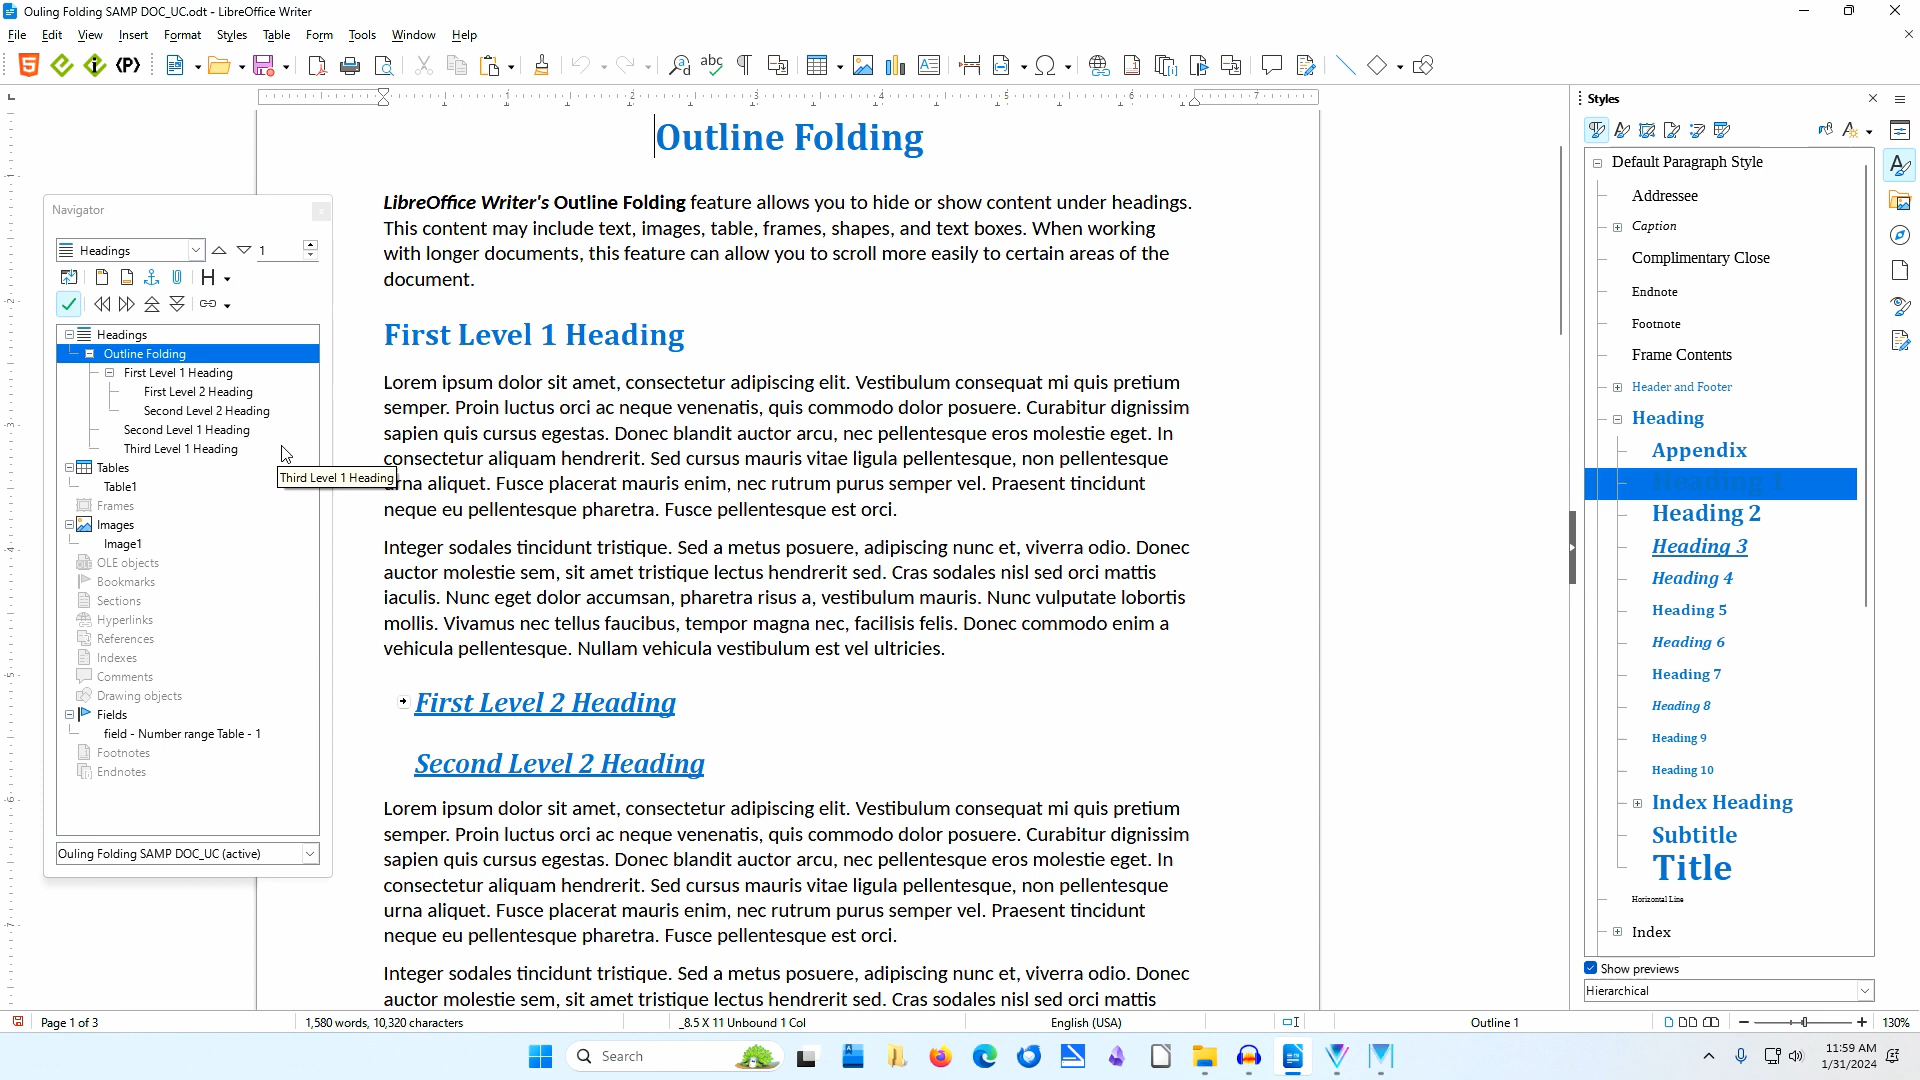 Ouling Folding SAMP DOC_UC.odt - LibreOffice Writer
File Edit View Insert Format Styles Table Form Tools Window Help
Navigator
Headings
1
Headings
Outline Folding
First Level 1 Heading
First Level 2 Heading
Second Level 2 Heading
Second Level 1 Heading
Third Level 1 Heading
Third Level 1 Heading
Tables
Table1
Frames
Images
Image1
OLE objects
Bookmarks
Sections
Hyperlinks
References
Indexes
Comments
Drawing objects
Fields
field - Number range Table - 1
Footnotes
Endnotes
Ouling Folding SAMP DOC_UC (active)
1 2 3 4 5 6 7
Outline Folding
LibreOffice Writer's Outline Folding feature allows you to hide or show content under headings.
This content may include text, images, table, frames, shapes, and text boxes. When working
with longer documents, this feature can allow you to scroll more easily to certain areas of the
document.
First Level 1 Heading
Lorem ipsum dolor sit amet, consectetur adipiscing elit. Vestibulum consequat mi quis pretium
semper. Proin luctus orci ac neque venenatis, quis commodo dolor posuere. Curabitur dignissim
sapien quis cursus egestas. Donec blandit auctor arcu, nec pellentesque eros molestie eget. In
consectetur aliquam hendrerit. Sed cursus mauris vitae ligula pellentesque, non pellentesque
urna aliquet. Fusce placerat mauris enim, nec rutrum purus semper vel. Praesent tincidunt
neque eu pellentesque pharetra. Fusce pellentesque est orci.
Integer sodales tincidunt tristique. Sed a metus posuere, adipiscing nunc et, viverra odio. Donec
auctor molestie sem, sit amet tristique lectus hendrerit sed. Cras sodales nisl sed orci mattis
iaculis. Nunc eget dolor accumsan, pharetra risus a, vestibulum mauris. Nunc vulputate lobortis
mollis. Vivamus nec tellus faucibus, tempor magna nec, facilisis felis. Donec commodo enim a
vehicula pellentesque. Nullam vehicula vestibulum est vel ultricies.
First Level 2 Heading
Second Level 2 Heading
Lorem ipsum dolor sit amet, consectetur adipiscing elit. Vestibulum consequat mi quis pretium
semper. Proin luctus orci ac neque venenatis, quis commodo dolor posuere. Curabitur dignissim
sapien quis cursus egestas. Donec blandit auctor arcu, nec pellentesque eros molestie eget. In
consectetur aliquam hendrerit. Sed cursus mauris vitae ligula pellentesque, non pellentesque
urna aliquet. Fusce placerat mauris enim, nec rutrum purus semper vel. Praesent tincidunt
neque eu pellentesque pharetra. Fusce pellentesque est orci.
Integer sodales tincidunt tristique. Sed a metus posuere, adipiscing nunc et, viverra odio. Donec
auctor molestie sem, sit amet tristique lectus hendrerit sed. Cras sodales nisl sed orci mattis
Styles
Default Paragraph Style
Addressee
Caption
Complimentary Close
Endnote
Footnote
Frame Contents
Header and Footer
Heading
Appendix
Heading 1
Heading 2
Heading 3
Heading 4
Heading 5
Heading 6
Heading 7
Heading 8
Heading 9
Heading 10
Index Heading
Subtitle
Title
Horizontal Line
Index
Show previews
Hierarchical
Page 1 of 3
1,580 words, 10,320 characters
_8.5 X 11 Unbound 1 Col
English (USA)
Outline 1
130%
Search
11:59 AM
1/31/2024